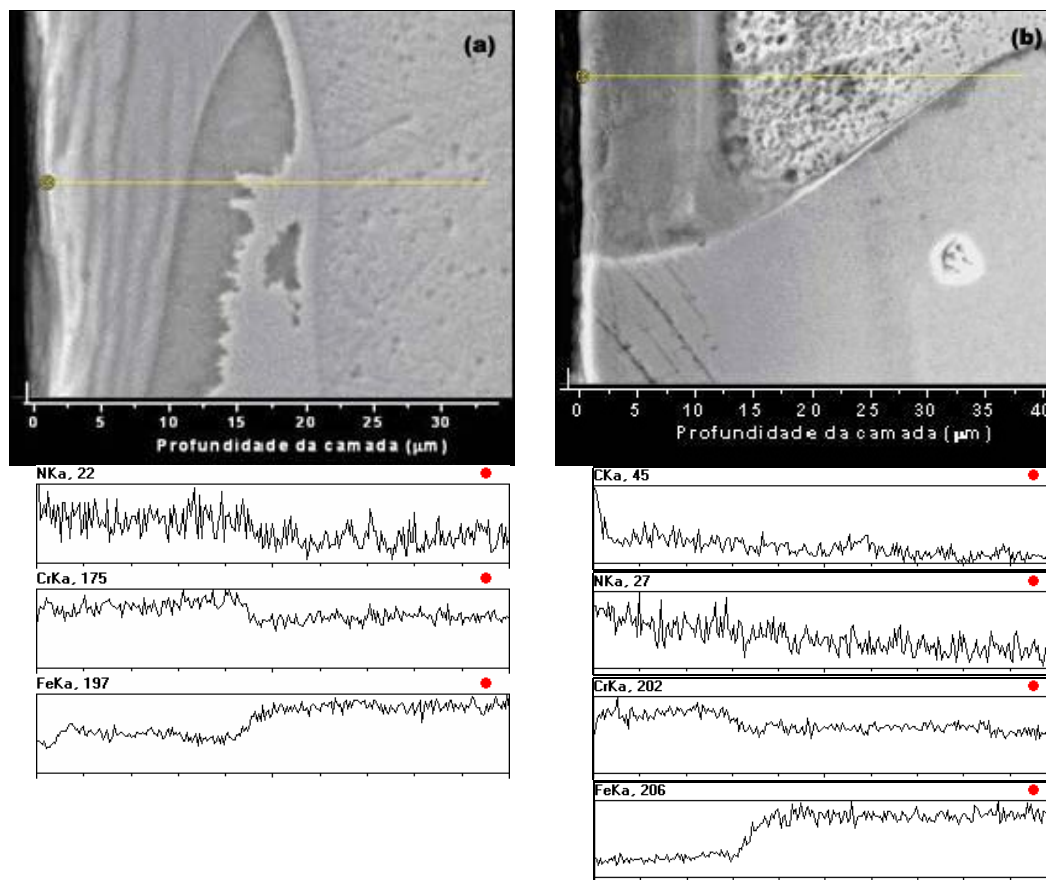 (a)
0 5 10 15 20 25 30
Profundidade da camada (μm)
NKa, 22
CrKa, 175
FeKa, 197
(b)
0 5 10 15 20 25 30 35 40
Profundidade da camada (μm)
CKa, 45
NKa, 27
CrKa, 202
FeKa, 206